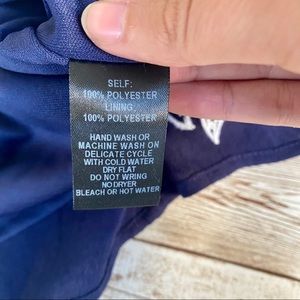 SELF:
100% POLYESTER
LINING:
100% POLYESTER
HAND WASH OR
MACHINE WASH ON
DELICATE CYCLE
WITH COLD WATER
DRY FLAT
DO NOT WRING
NO DRYER
BLEACH OR HOT WATER